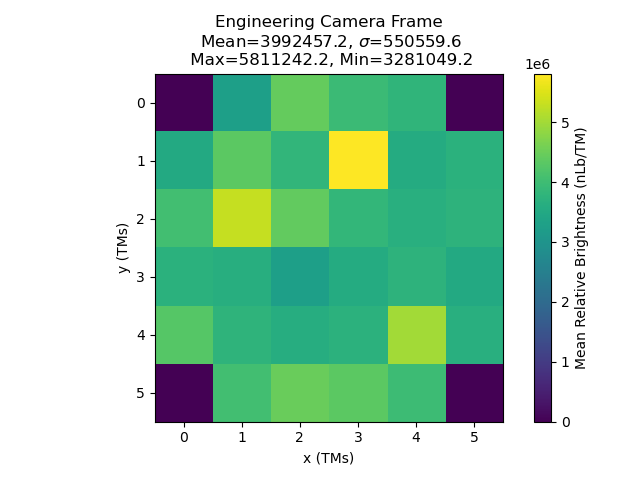 Engineering Camera Frame
Mean=3992457.2, σ=550559.6
Max=5811242.2, Min=3281049.2
1e6
0
1
2
3
4
5
y (TMs)
0 1 2 3 4 5
x (TMs)
5
4
3
2
1
0
Mean Relative Brightness (nLb/TM)